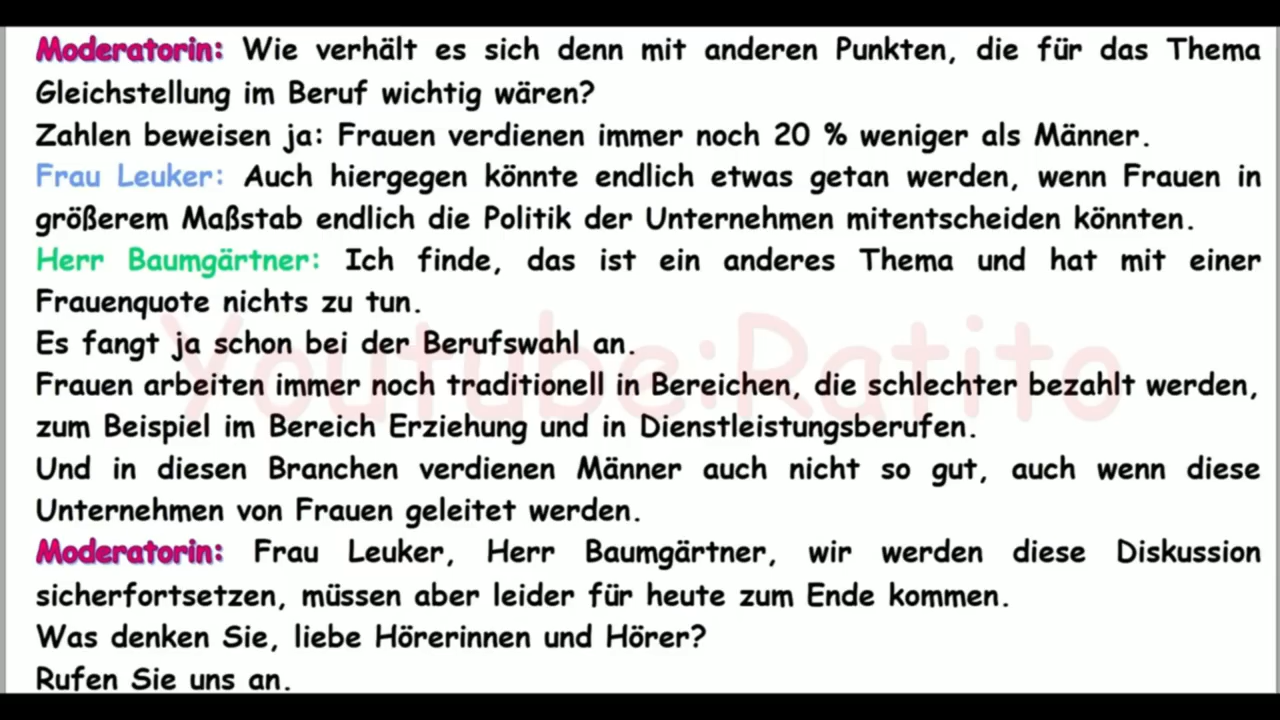 Moderatorin: Wie verhält es sich denn mit anderen Punkten, die für das Thema
Gleichstellung im Beruf wichtig wären?
Zahlen beweisen ja: Frauen verdienen immer noch 20 % weniger als Männer.
Frau Leuker: Auch hiergegen könnte endlich etwas getan werden, wenn Frauen in
größerem Maßstab endlich die Politik der Unternehmen mitentscheiden könnten.
Herr Baumgärtner: Ich finde, das ist ein anderes Thema und hat mit einer
Frauenquote nichts zu tun.
Es fangt ja schon bei der Berufswahl an.
Frauen arbeiten immer noch traditionell in Bereichen, die schlechter bezahlt werden,
zum Beispiel im Bereich Erziehung und in Dienstleistungsberufen.
Und in diesen Branchen verdienen Männer auch nicht so gut, auch wenn diese
Unternehmen von Frauen geleitet werden.
Moderatorin: Frau Leuker, Herr Baumgärtner, wir werden diese Diskussion
sicherfortsetzen, müssen aber leider für heute zum Ende kommen.
Was denken Sie, liebe Hörerinnen und Hörer?
Rufen Sie uns an.
Youtube:Ratito